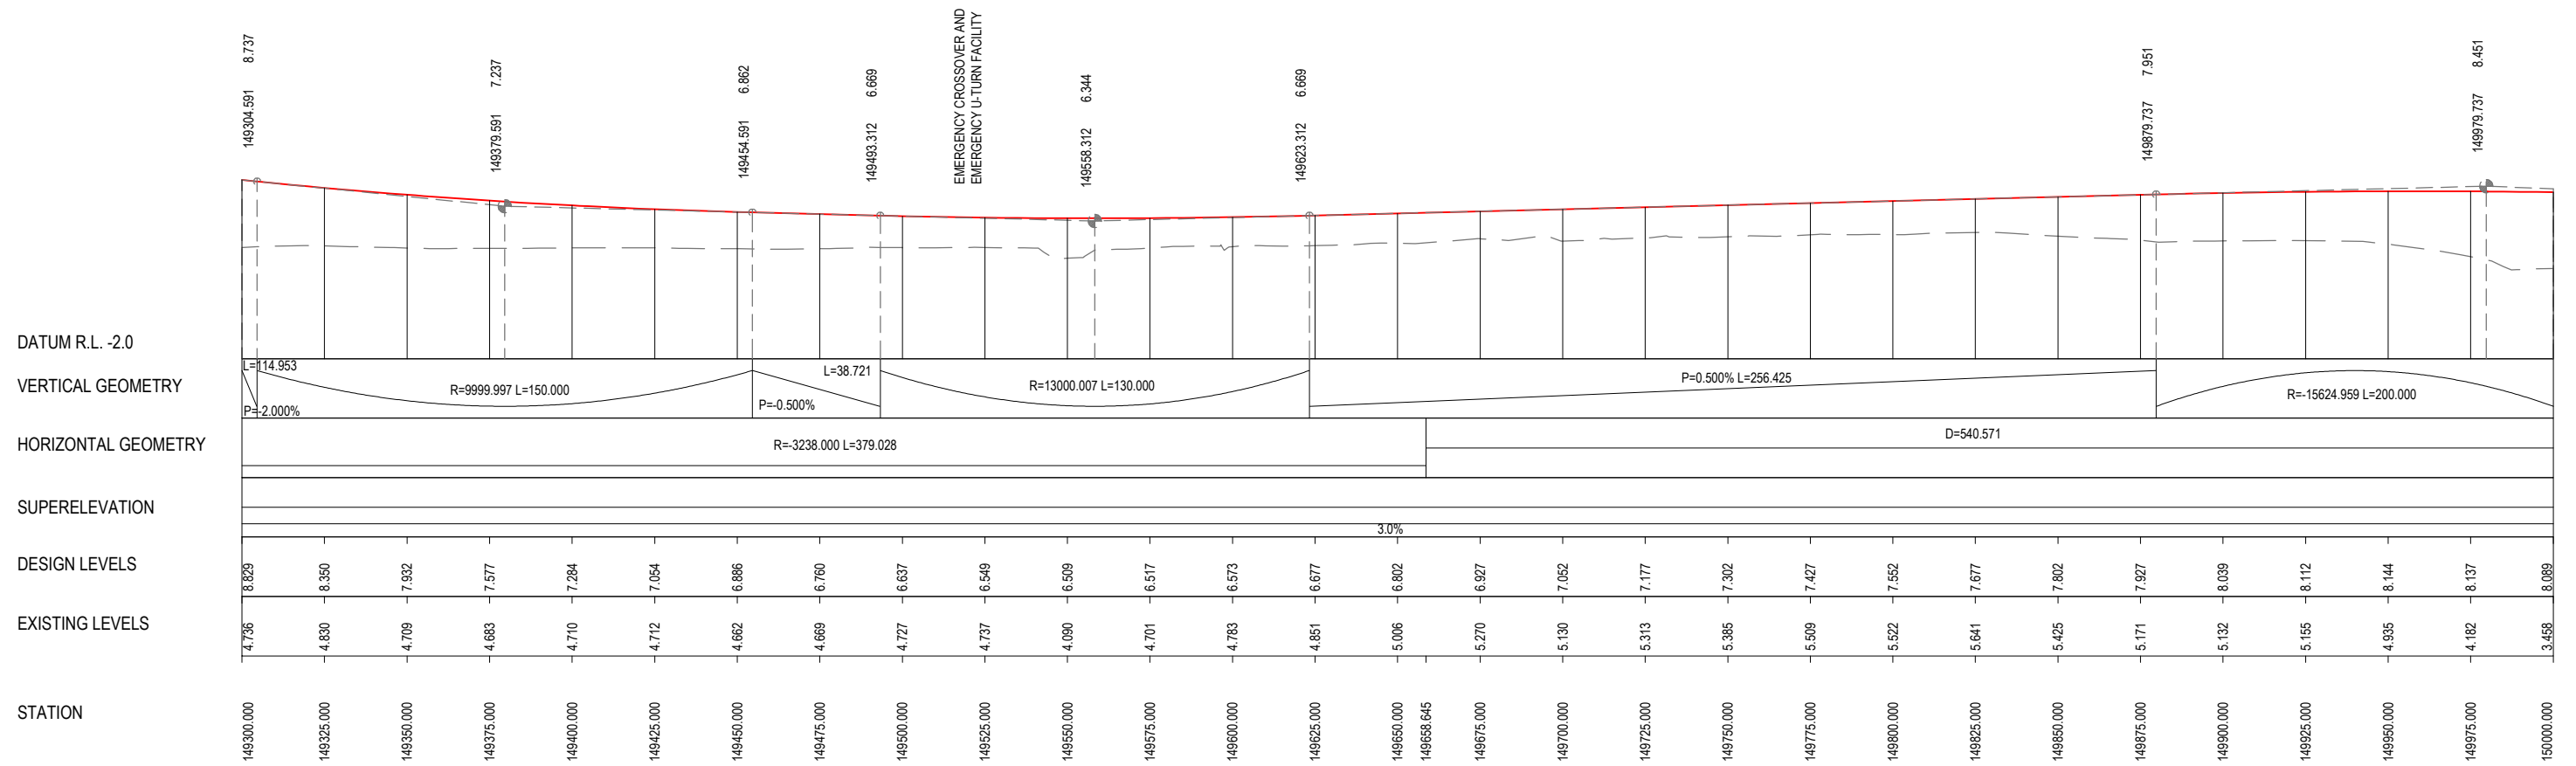 149304.591 8.737
149379.591 7.237
149454.591 6.862
149493.312 6.669
EMERGENCY CROSSOVER AND
EMERGENCY U-TURN FACILITY
149558.312 6.344
149623.312 6.669
149879.737 7.951
149979.737 8.451
DATUM R.L. -2.0
VERTICAL GEOMETRY
L=114.953
P=-2.000%
R=9999.997 L=150.000
P=-0.500%
L=38.721
R=13000.007 L=130.000
P=0.500% L=256.425
R=-15624.959 L=200.000
HORIZONTAL GEOMETRY
R=-3238.000 L=379.028
D=540.571
SUPERELEVATION
3.0%
DESIGN LEVELS
8.829 8.350 7.932 7.577 7.284 7.054 6.886 6.760 6.637 6.549 6.509 6.517 6.573 6.677 6.802 6.927 7.052 7.177 7.302 7.427 7.552 7.677 7.802 7.927 8.039 8.112 8.144 8.137 8.089
EXISTING LEVELS
4.736 4.830 4.709 4.683 4.710 4.712 4.662 4.669 4.727 4.737 4.090 4.701 4.783 4.851 5.006 5.270 5.130 5.313 5.385 5.509 5.522 5.641 5.425 5.171 5.132 5.155 4.935 4.182 3.458
STATION
149300.000 149325.000 149350.000 149375.000 149400.000 149425.000 149450.000 149475.000 149500.000 149525.000 149550.000 149575.000 149600.000 149625.000 149650.000 149658.645 149675.000 149700.000 149725.000 149750.000 149775.000 149800.000 149825.000 149850.000 149875.000 149900.000 149925.000 149950.000 149975.000 150000.000